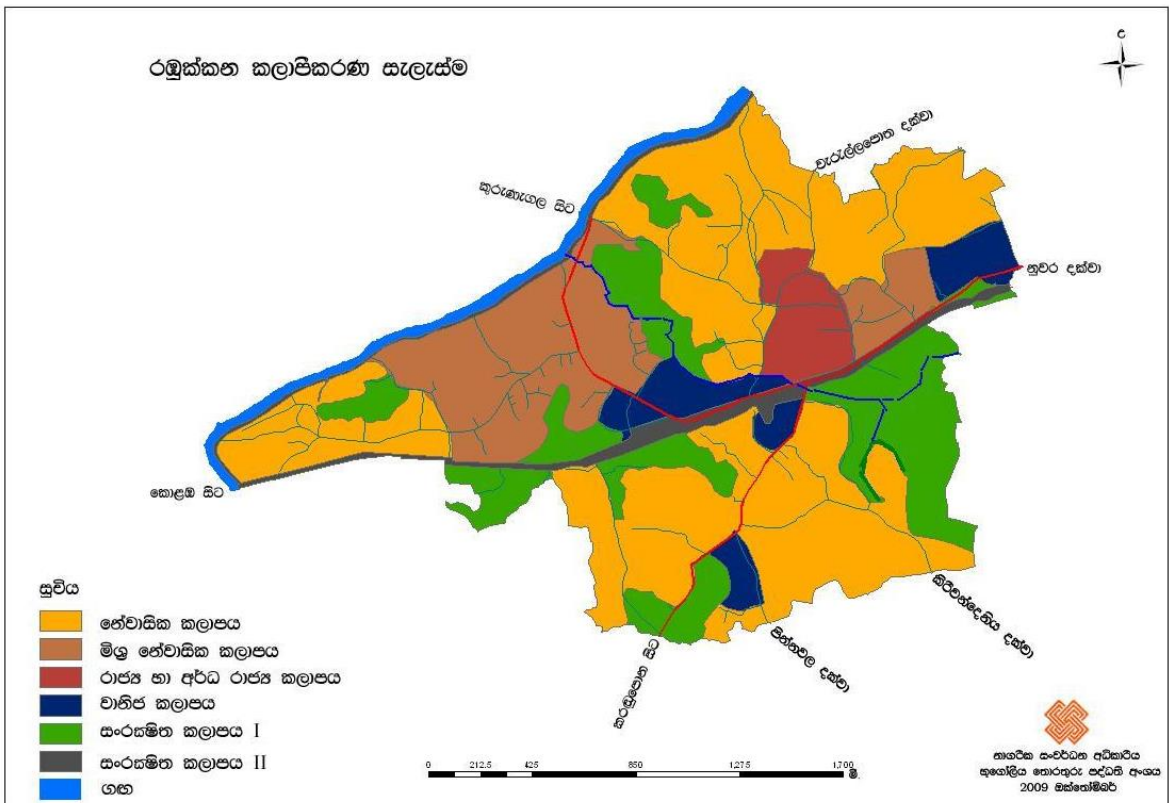 රඹුක්කන කලාපීකරණ සැලැස්ම
උ
වැරැල්ලපොත දක්වා
කුරුණෑගල සිට
නුවර දක්වා
කොළඹ සිට
කිරිවන්දෙනිය දක්වා
පින්නවල දක්වා
කරඬුපොන සිට
සූචිය
නේවාසික කලාපය
මිශ්‍ර නේවාසික කලාපය
රාජ්‍ය හා අර්ධ රාජ්‍ය කලාපය
වානිජ කලාපය
සංරක්‍ෂිත කලාපය I
සංරක්‍ෂිත කලාපය II
ගඟ
0 212.5 425 850 1,275 1,700 මී.
නාගරික සංවර්ධන අධිකාරිය
භූගෝලීය තොරතුරු පද්ධති අංශය
2009 ඔක්තෝම්බර්